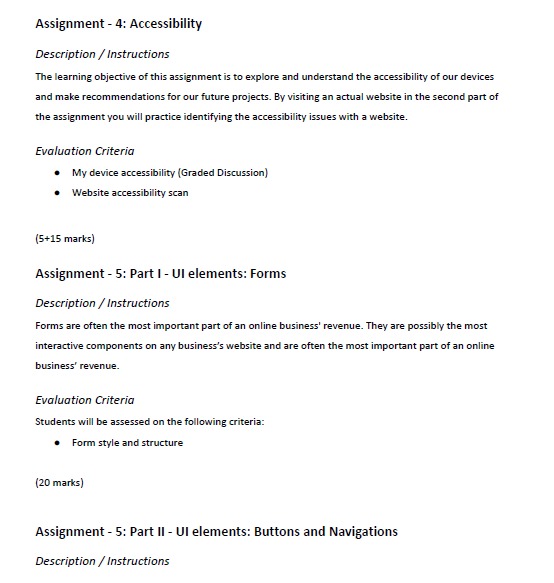 Assignment - 4: Accessibility
Description / Instructions
The learning objective of this assignment is to explore and understand the accessibility of our devices
and make recommendations for our future projects. By visiting an actual website in the second part of
the assignment you will practice identifying the accessibility issues with a website.
Evaluation Criteria
● My device accessibility (Graded Discussion)
● Website accessibility scan
(5+15 marks)
Assignment - 5: Part I - UI elements: Forms
Description / Instructions
Forms are often the most important part of an online business' revenue. They are possibly the most
interactive components on any business’s website and are often the most important part of an online
business’ revenue.
Evaluation Criteria
Students will be assessed on the following criteria:
● Form style and structure
(20 marks)
Assignment - 5: Part II - UI elements: Buttons and Navigations
Description / Instructions